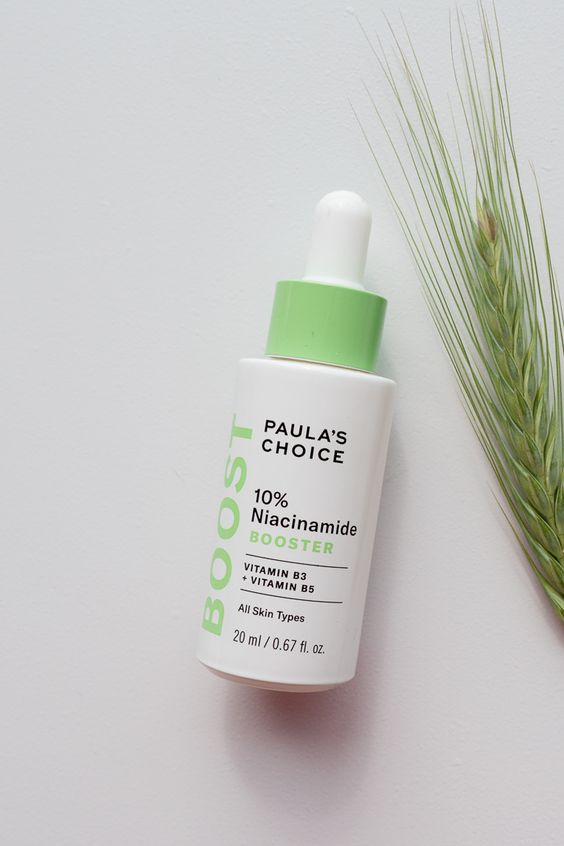 BOOST
PAULA'S
CHOICE
10%
Niacinamide
BOOSTER
VITAMIN B3
+ VITAMIN B5
All Skin Types
20 ml / 0.67 fl. oz.